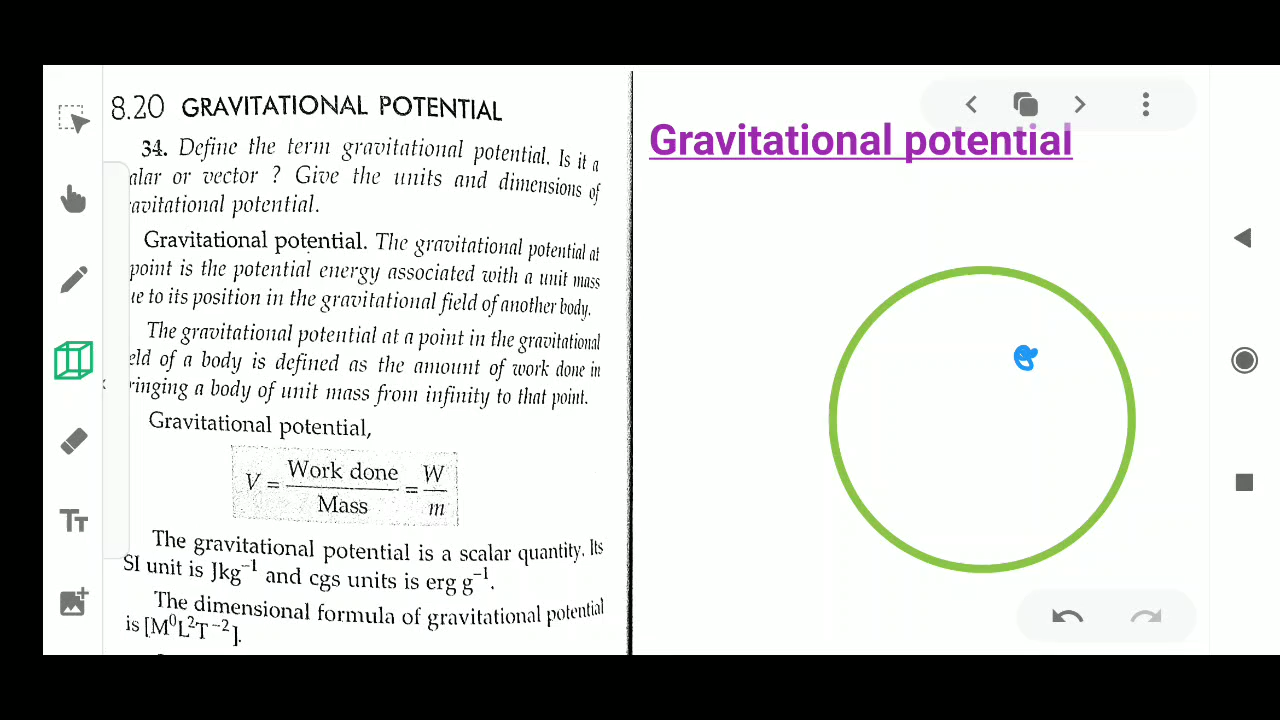 8.20 GRAVITATIONAL POTENTIAL
34. Define the term gravitational potential. Is it a
alar or vector ? Give the units and dimensions of
ravitational potential.
Gravitational potential. The gravitational potential at
point is the potential energy associated with a unit mass
ue to its position in the gravitational field of another body.
The gravitational potential at a point in the gravitational
eld of a body is defined as the amount of work done in
ringing a body of unit mass from infinity to that point.
Gravitational potential,
V = Work done / Mass = W / m
The gravitational potential is a scalar quantity. Its
SI unit is Jkg⁻¹ and cgs units is erg g⁻¹.
The dimensional formula of gravitational potential
is [M⁰L²T⁻²].
Gravitational potential
TT